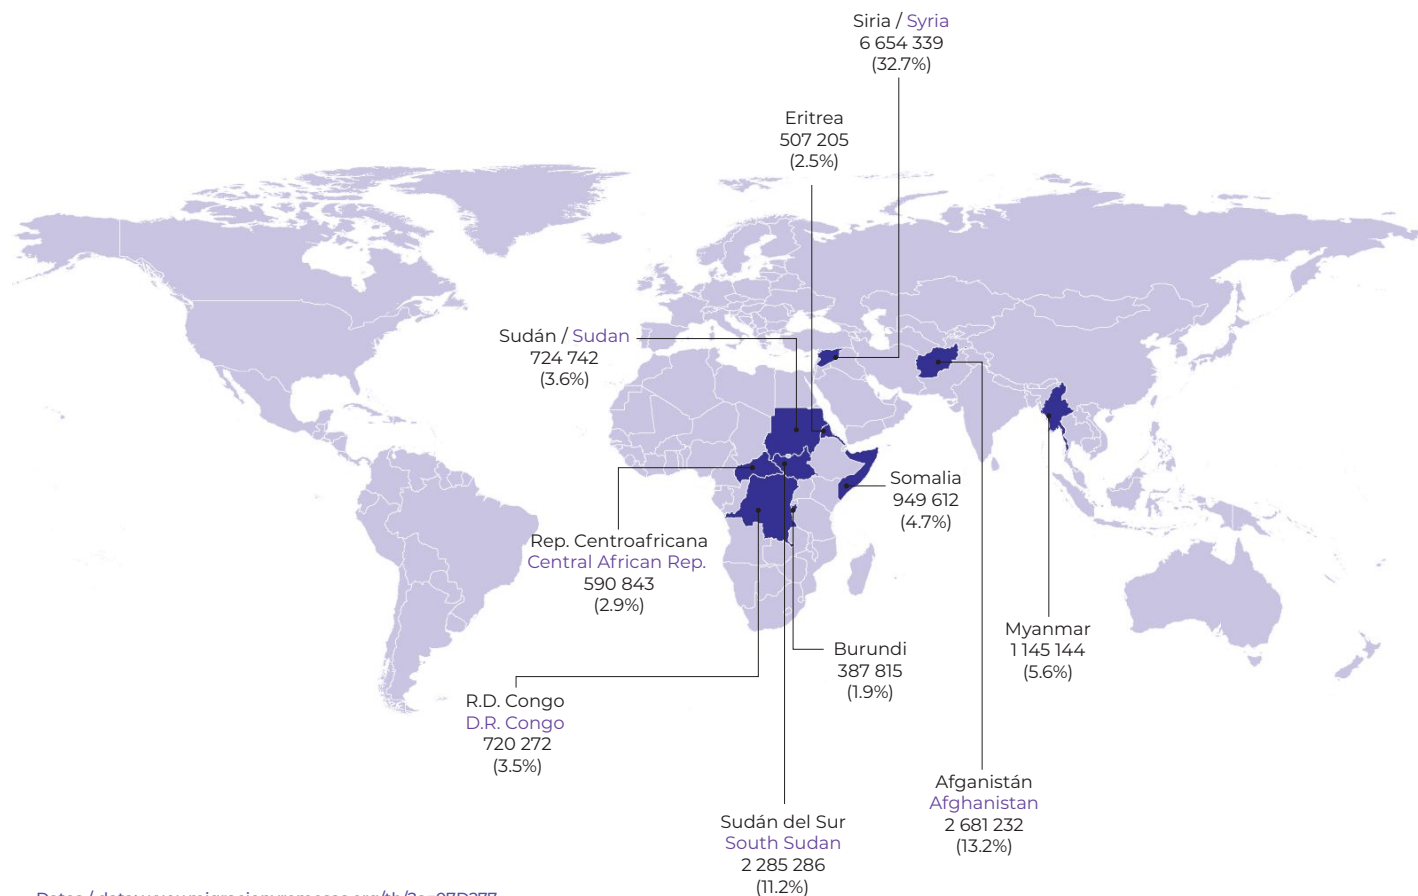 Siria / Syria
6 654 339
(32.7%)
Eritrea
507 205
(2.5%)
Sudán / Sudan
724 742
(3.6%)
Somalia
949 612
(4.7%)
Rep. Centroafricana
Central African Rep.
590 843
(2.9%)
Myanmar
1 145 144
(5.6%)
Burundi
387 815
(1.9%)
R.D. Congo
D.R. Congo
720 272
(3.5%)
Afganistán
Afghanistan
2 681 232
(13.2%)
Sudán del Sur
South Sudan
2 285 286
(11.2%)